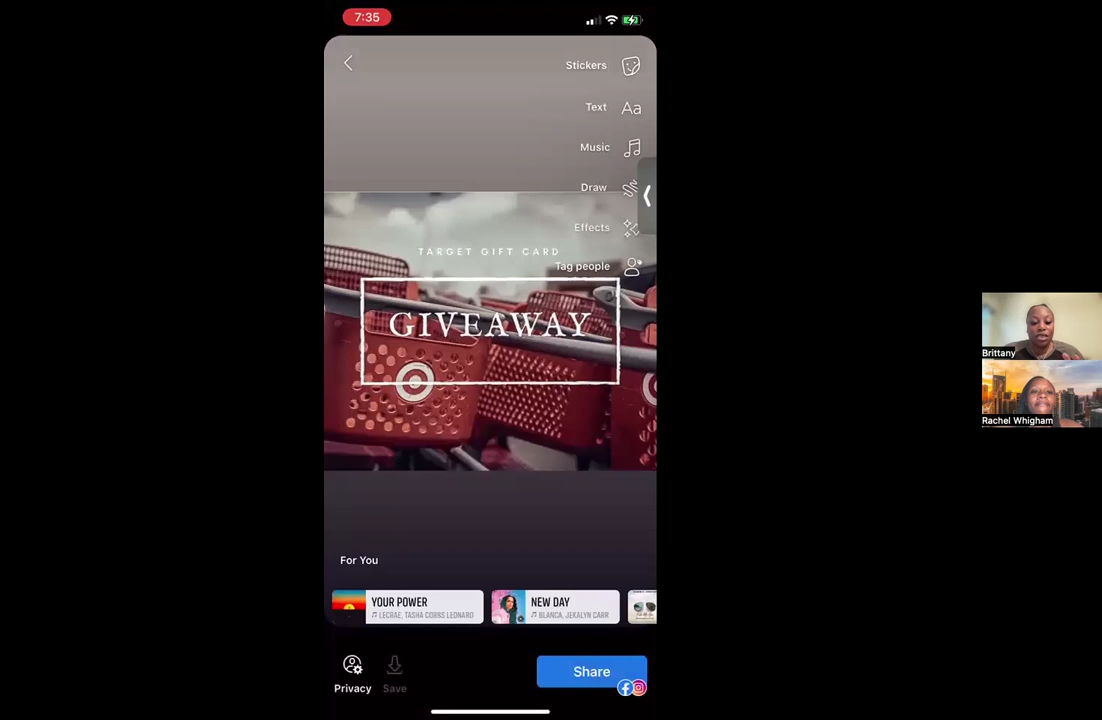 7:35
Stickers
Text
Music
Draw
Effects
Tag people
TARGET GIFT CARD
GIVEAWAY
For You
YOUR POWER
LECRAE, TASHA COBBS LEONARD
NEW DAY
BLANCA, JEKALYN CARR
Privacy
Save
Share
Brittany
Rachel Whigham